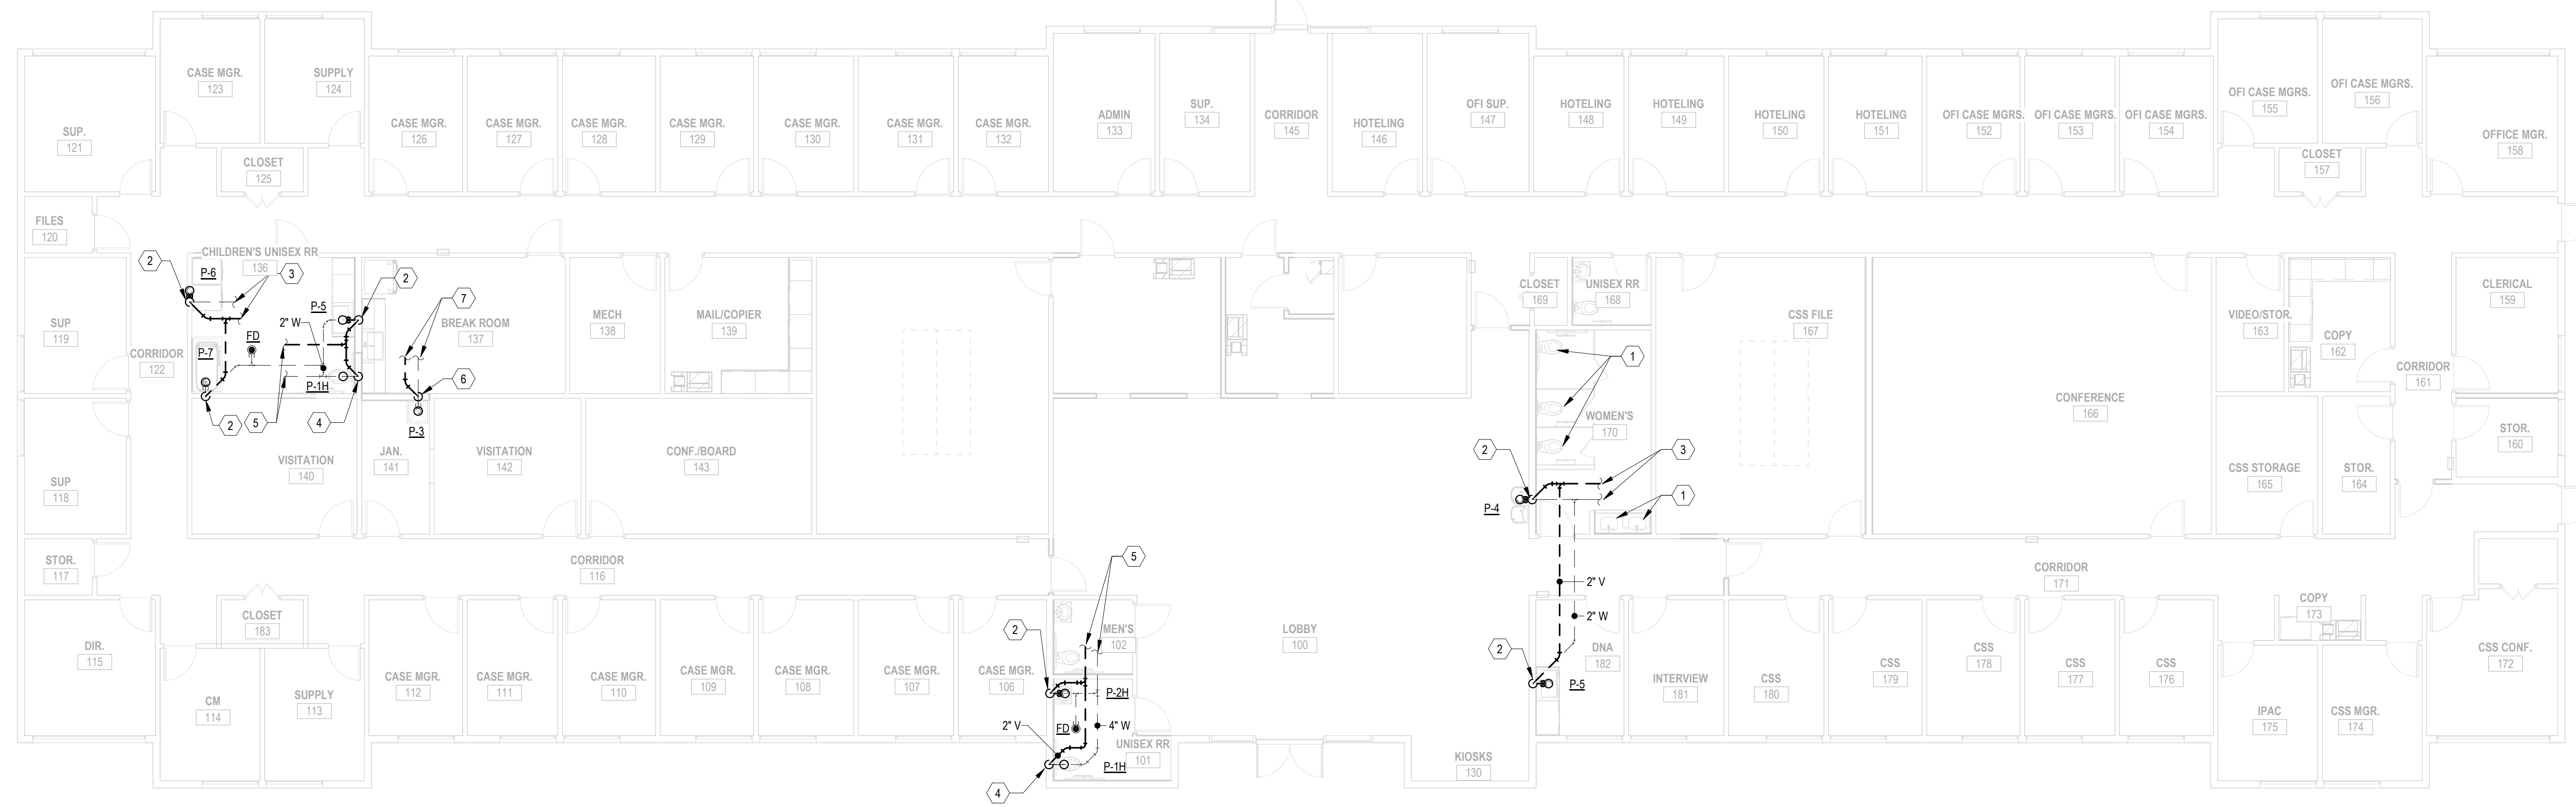 CASE MGR.
123
SUPPLY
124
SUP.
121
CLOSET
125
CASE MGR.
126
CASE MGR.
127
CASE MGR.
128
CASE MGR.
129
CASE MGR.
130
CASE MGR.
131
CASE MGR.
132
ADMIN
133
SUP.
134
CORRIDOR
145
HOTELING
146
OFI SUP.
147
HOTELING
148
HOTELING
149
HOTELING
150
HOTELING
151
OFI CASE MGRS.
152
OFI CASE MGRS.
153
OFI CASE MGRS.
154
OFI CASE MGRS.
155
OFI CASE MGRS.
156
CLOSET
157
OFFICE MGR.
158
FILES
120
CHILDREN'S UNISEX RR
136
2
P-6
3
2
P-5
2" W
FD
P-7
P-1H
2
5
4
7
BREAK ROOM
137
6
P-3
MECH
138
MAIL/COPIER
139
SUP
119
CORRIDOR
122
SUP
118
VISITATION
140
JAN.
141
VISITATION
142
CONF./BOARD
143
CLOSET
169
UNISEX RR
168
1
WOMEN'S
170
2
3
1
P-4
CSS FILE
167
CONFERENCE
166
VIDEO/STOR.
163
COPY
162
CORRIDOR
161
CLERICAL
159
STOR.
160
CSS STORAGE
165
STOR.
164
STOR.
117
CORRIDOR
116
5
2" V
2" W
CORRIDOR
171
COPY
173
CLOSET
183
DIR.
115
CM
114
SUPPLY
113
CASE MGR.
112
CASE MGR.
111
CASE MGR.
110
CASE MGR.
109
CASE MGR.
108
CASE MGR.
107
CASE MGR.
106
2
MEN'S
102
P-2H
2" V
FD
4" W
UNISEX RR
101
P-1H
4
LOBBY
100
KIOSKS
130
2
DNA
182
P-5
INTERVIEW
181
CSS
180
CSS
179
CSS
178
CSS
177
CSS
176
IPAC
175
CSS MGR.
174
CSS CONF.
172